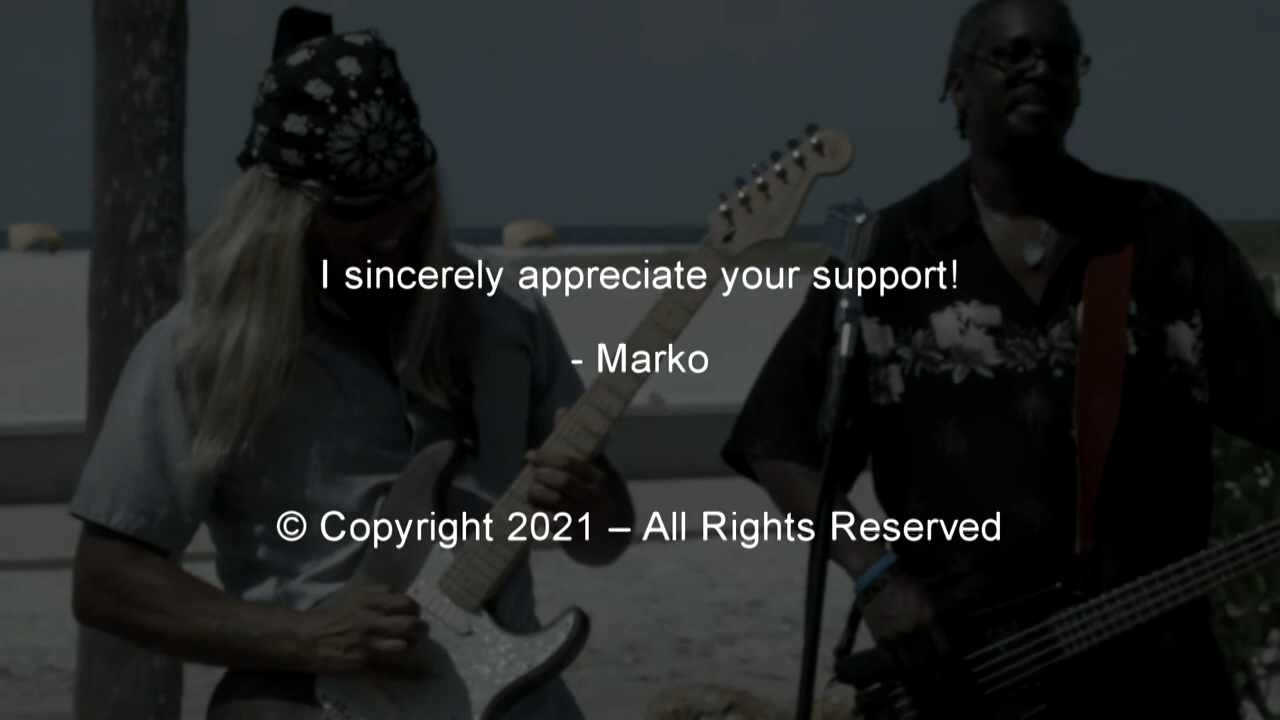 I sincerely appreciate your support!
- Marko
© Copyright 2021 – All Rights Reserved